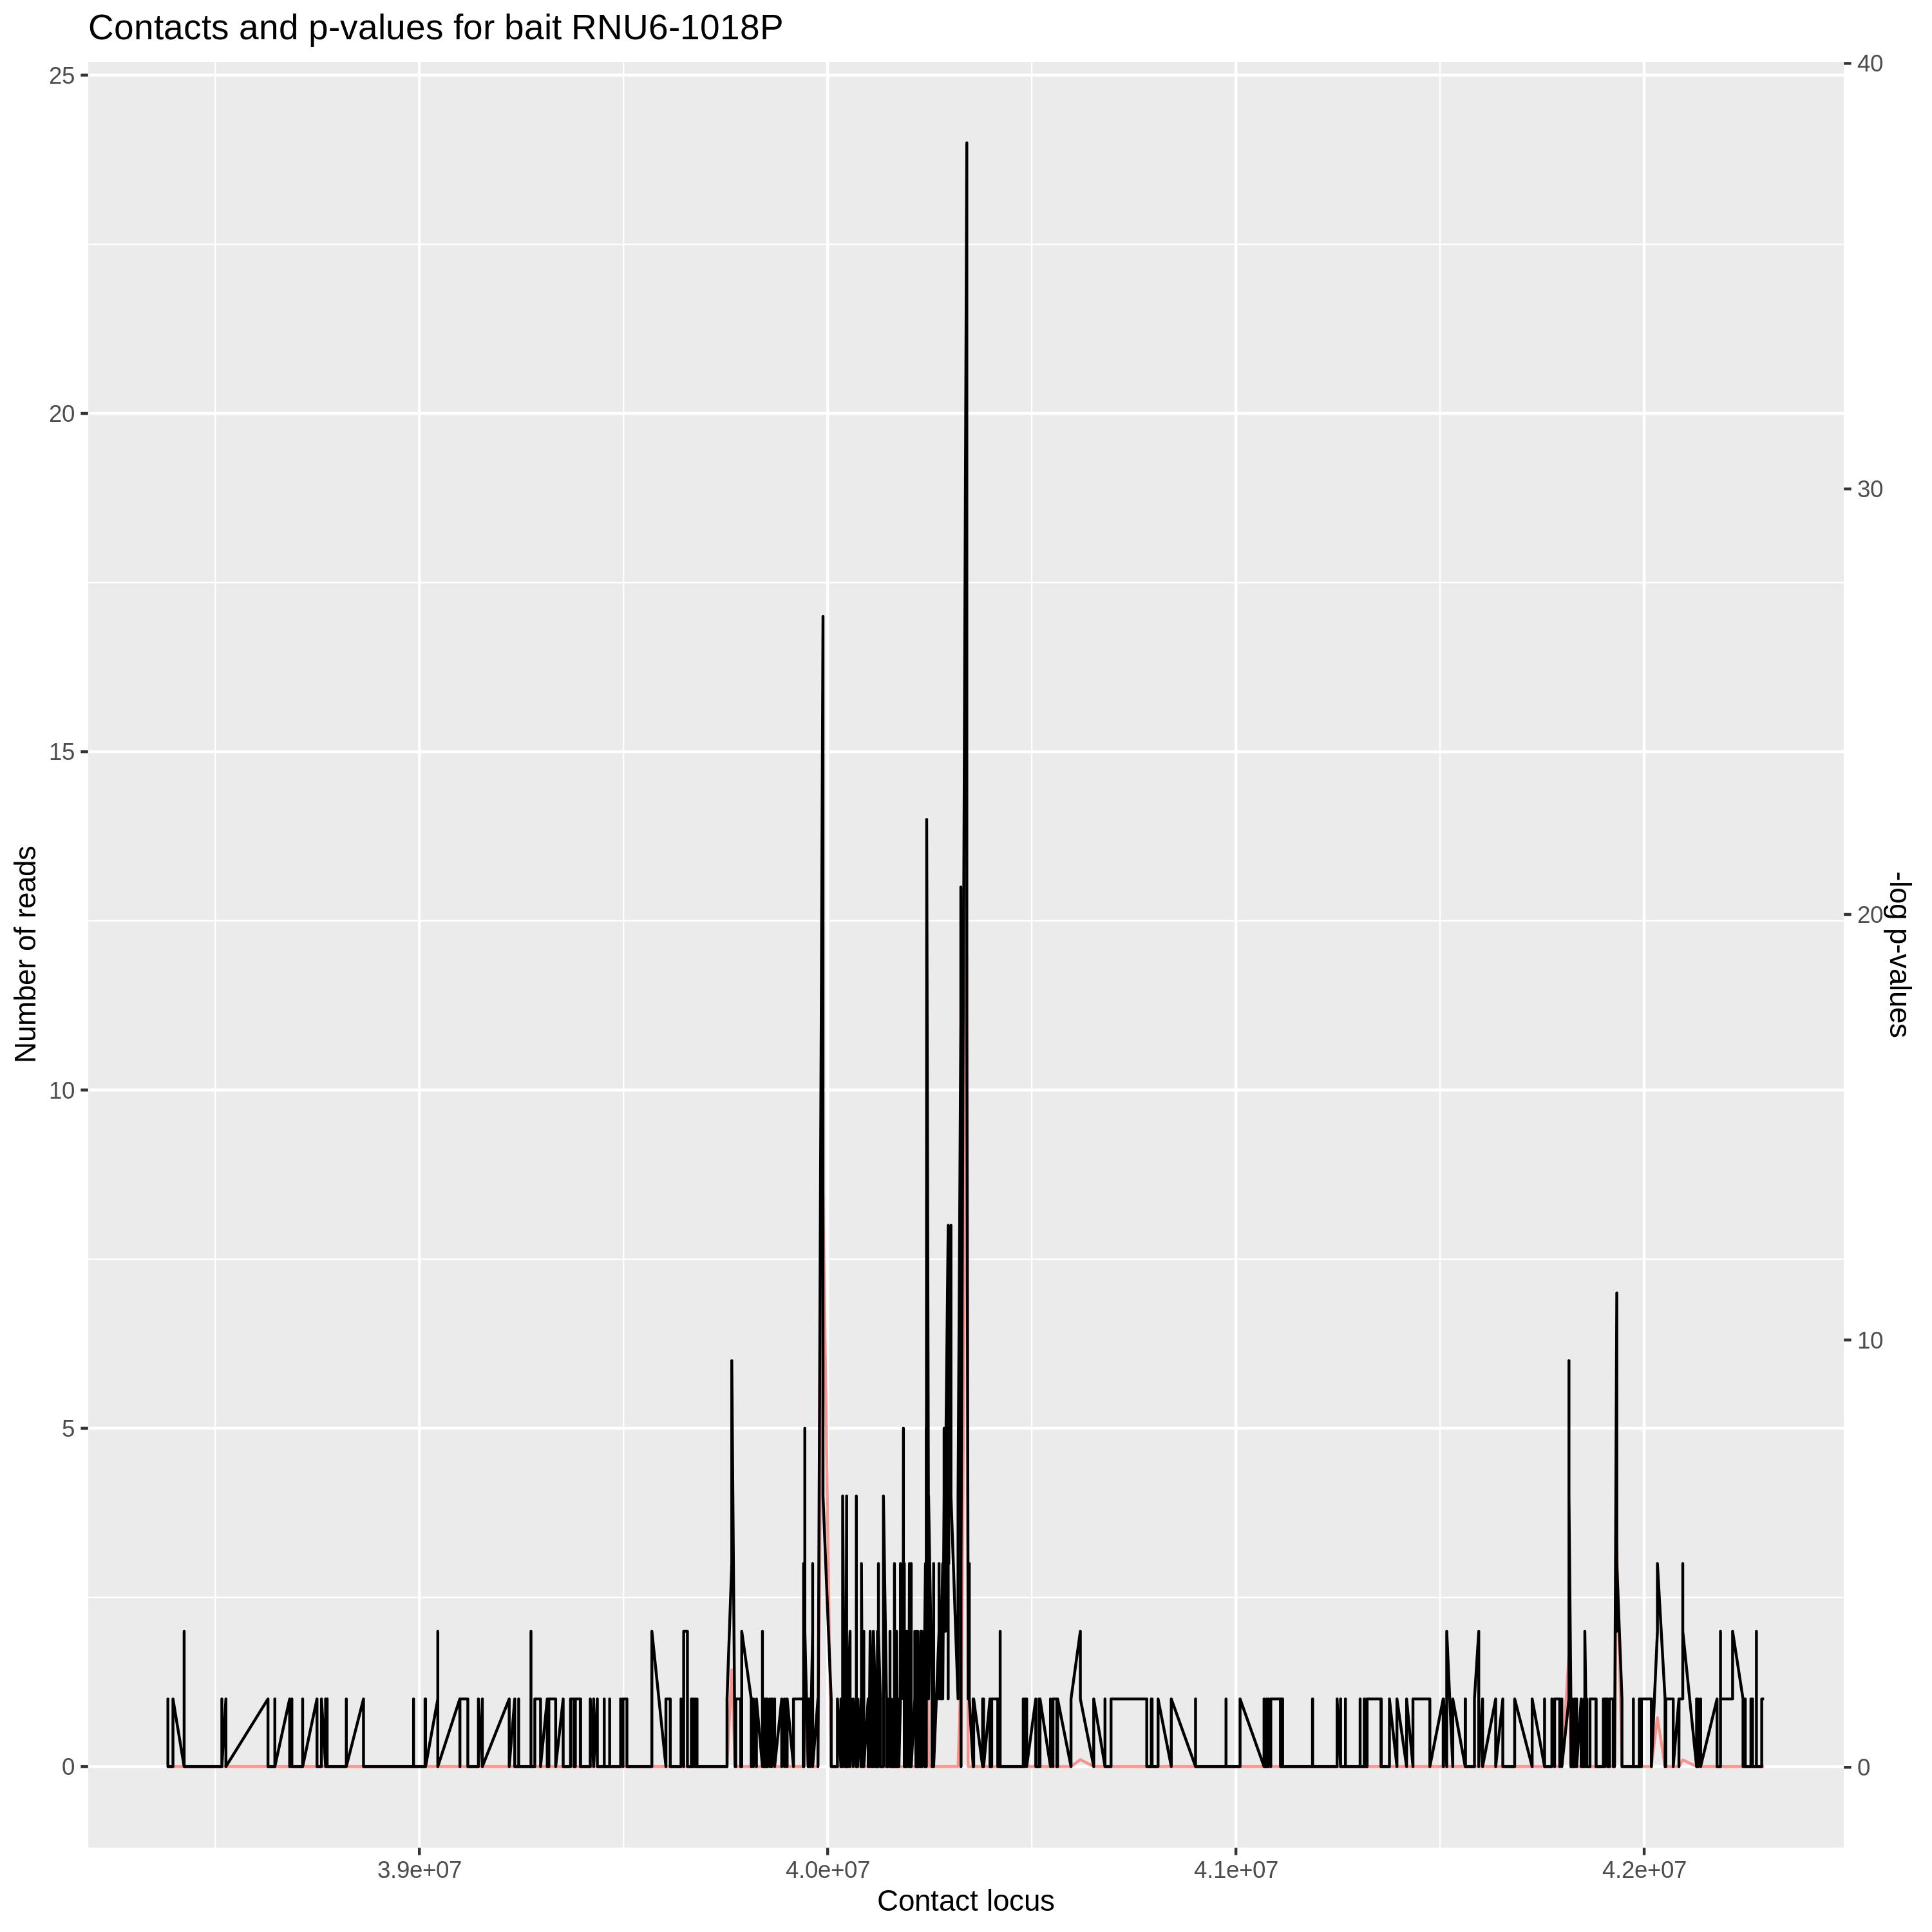 Contacts and p-values for bait RNU6-1018P
25
20
15
10
5
0
40
30
20
10
0
Number of reads
-log p-values
3.9e+07
4.0e+07
4.1e+07
4.2e+07
Contact locus